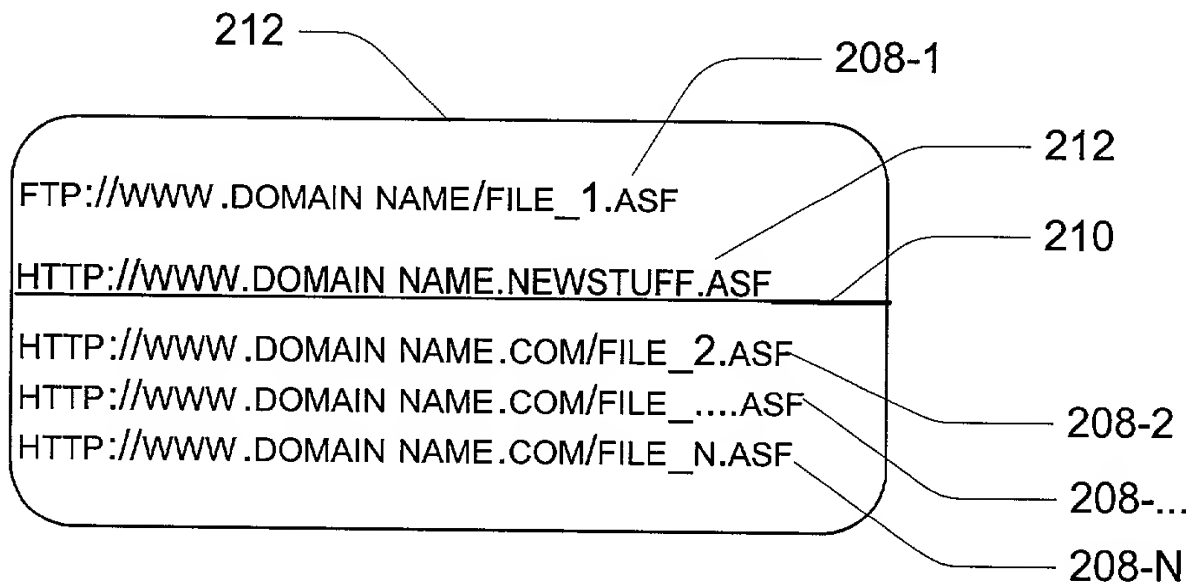 212
208-1
FTP://WWW.DOMAIN NAME/FILE_1.ASF
212
HTTP://WWW.DOMAIN NAME.NEWSTUFF.ASF
210
HTTP://WWW.DOMAIN NAME.COM/FILE_2.ASF
HTTP://WWW.DOMAIN NAME.COM/FILE_....ASF
208-2
HTTP://WWW.DOMAIN NAME.COM/FILE_N.ASF
208-...
208-N